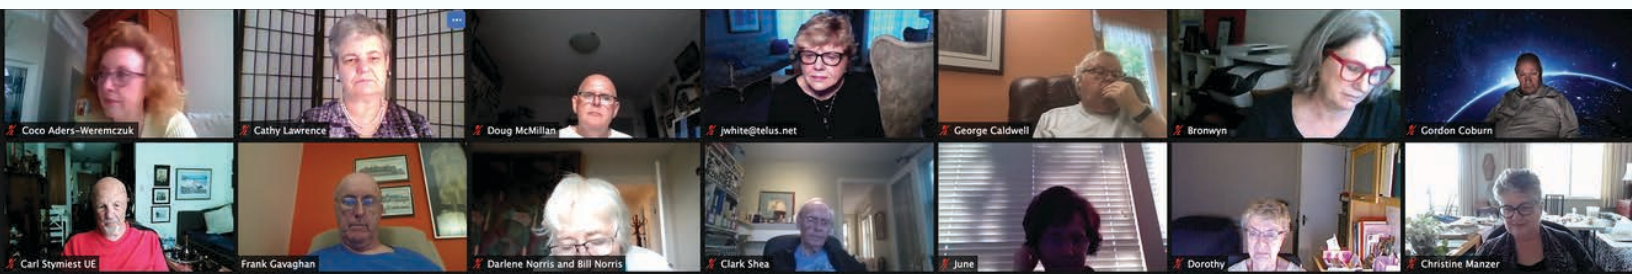 Coco Aders-Weremczuk
Cathy Lawrence
Doug McMillan
jwhite@telus.net
George Caldwell
Bronwyn
Gordon Coburn
Carl Stymiest UE
Frank Gavaghan
Darlene Norris and Bill Norris
Clark Shea
June
Dorothy
Christine Manzer